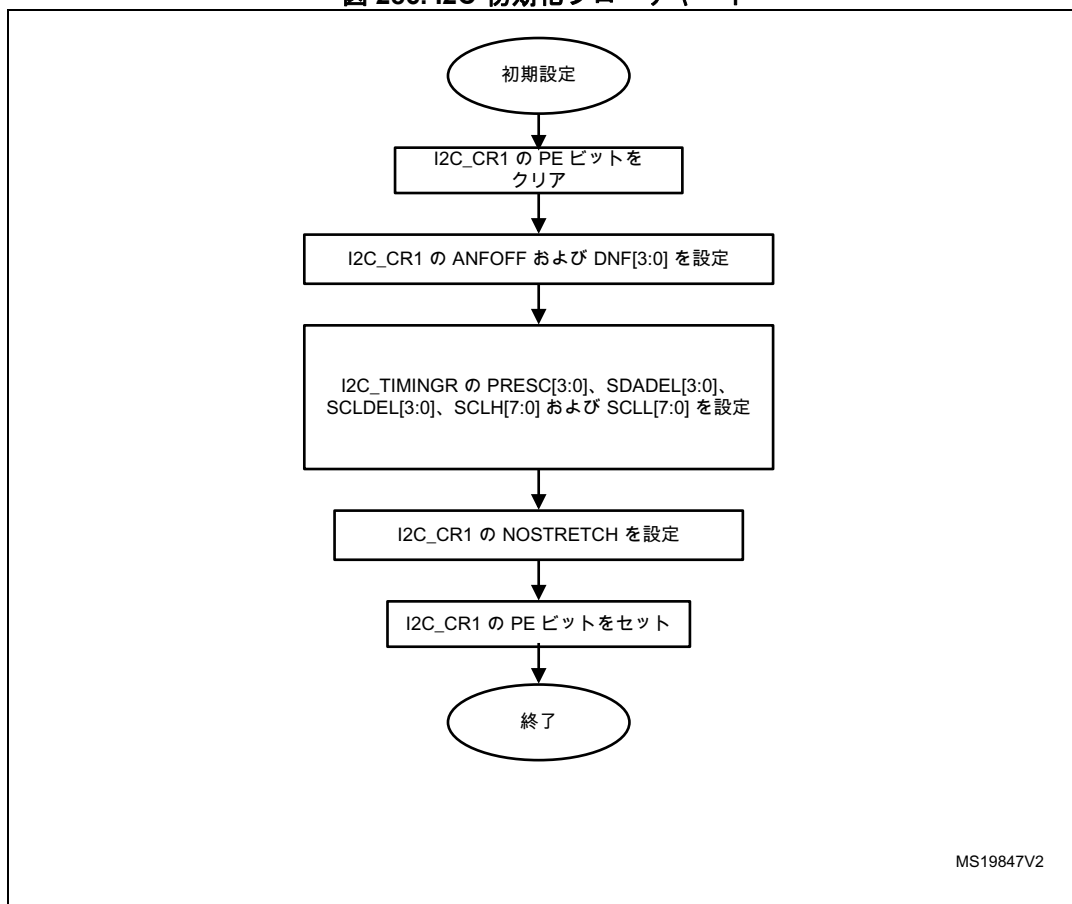 初期設定
I2C_CR1 の PE ビットを
クリア
I2C_CR1 の ANFOFF および DNF[3:0] を設定
I2C_TIMINGR の PRESC[3:0]、SDADEL[3:0]、
SCLDEL[3:0]、SCLH[7:0] および SCLL[7:0] を設定
I2C_CR1 の NOSTRETCH を設定
I2C_CR1 の PE ビットをセット
終了
MS19847V2